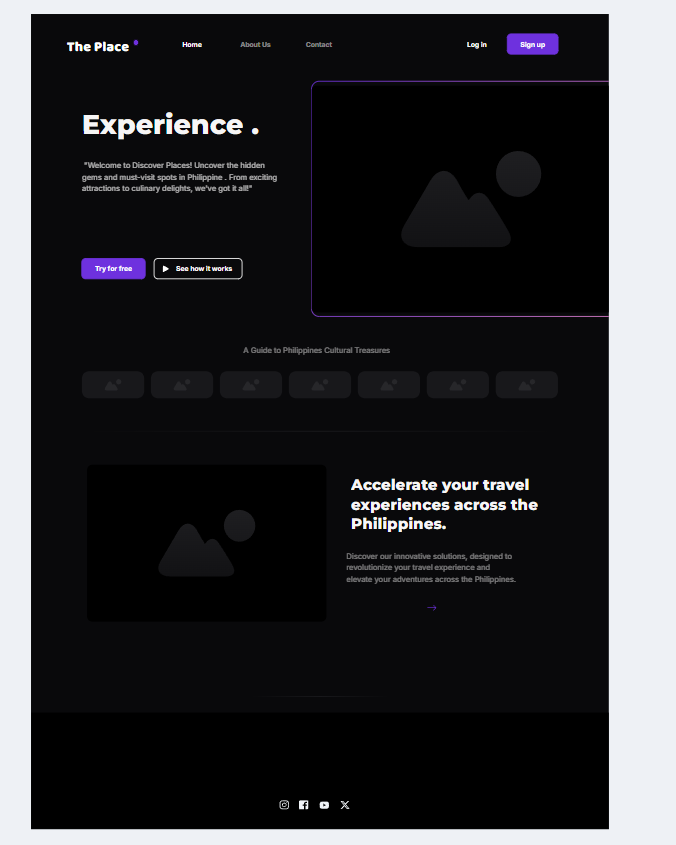 The Place
Home
About Us
Contact
Log in
Sign up
Experience .
"Welcome to Discover Places! Uncover the hidden
gems and must-visit spots in Philippine . From exciting
attractions to culinary delights, we've got it all!"
Try for free
See how it works
A Guide to Philippines Cultural Treasures
Accelerate your travel
experiences across the
Philippines.
Discover our innovative solutions, designed to
revolutionize your travel experience and
elevate your adventures across the Philippines.